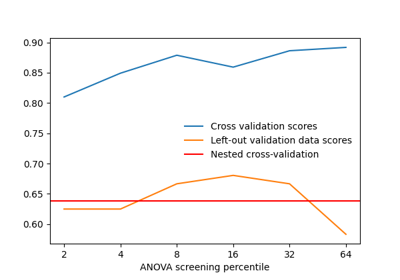 0.90
0.85
0.80
0.75
0.70
0.65
0.60
Cross validation scores
Left-out validation data scores
Nested cross-validation
2 4 8 16 32 64
ANOVA screening percentile